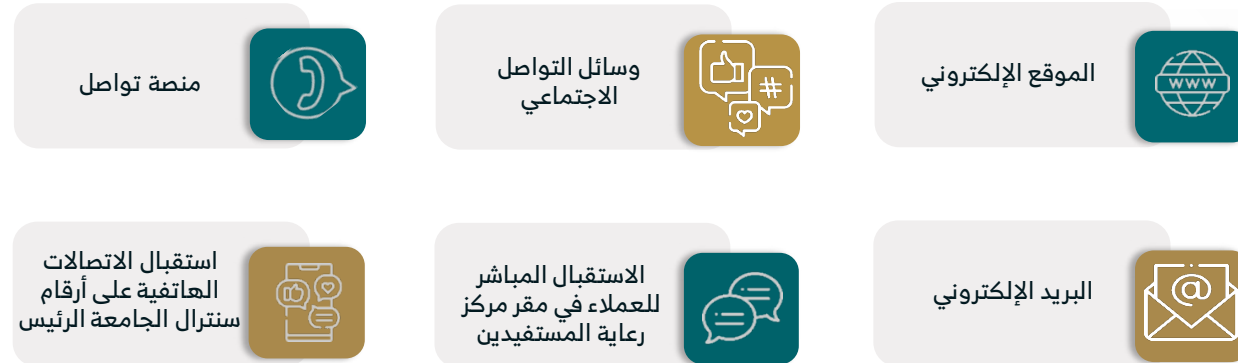 الموقع الإلكتروني
WWW
وسائل التواصل
الاجتماعي
#
منصة تواصل
البريد الإلكتروني
@
الاستقبال المباشر
للعملاء في مقر مركز
رعاية المستفيدين
استقبال الاتصالات
الهاتفية على أرقام
سنترال الجامعة الرئيس